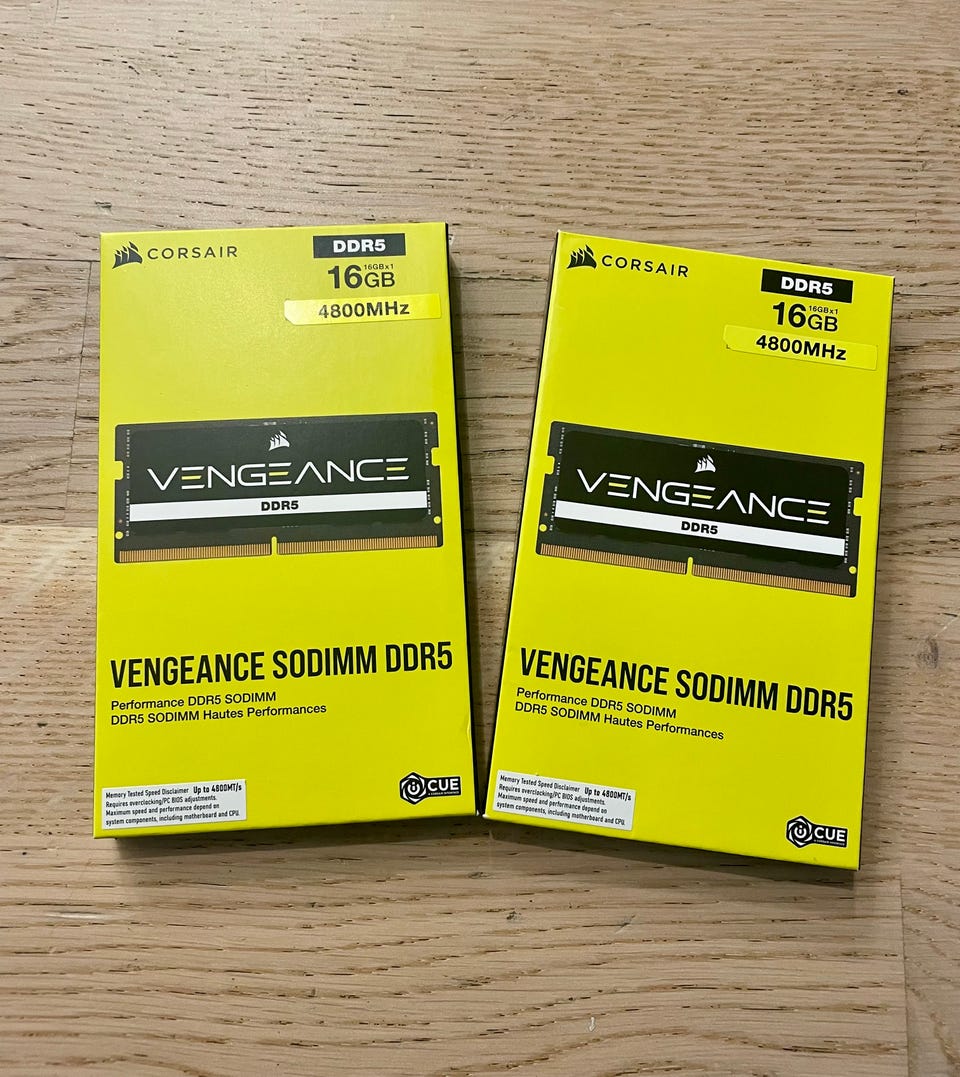 CORSAIR
DDR5
16GB 16GBx1
4800MHz
VENGEANCE
DDR5
VENGEANCE SODIMM DDR5
Performance DDR5 SODIMM
DDR5 SODIMM Hautes Performances
Memory Tested Speed Disclaimer Up to 4800MT/s
Requires overclocking/PC BIOS adjustments.
Maximum speed and performance depend on
system components, including motherboard and CPU.
iCUE
CORSAIR
DDR5
16GB 16GBx1
4800MHz
VENGEANCE
DDR5
VENGEANCE SODIMM DDR5
Performance DDR5 SODIMM
DDR5 SODIMM Hautes Performances
Memory Tested Speed Disclaimer Up to 4800MT/s
Requires overclocking/PC BIOS adjustments.
Maximum speed and performance depend on
system components, including motherboard and CPU.
iCUE